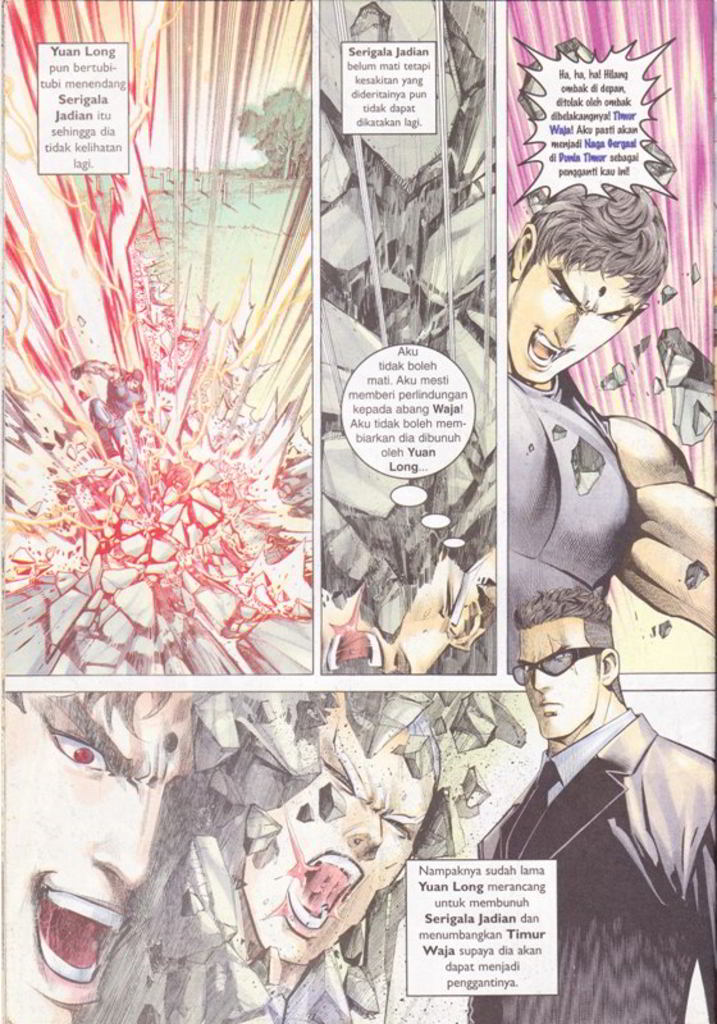 Yuan Long
pun bertubi-
tubi menendang
Serigala
Jadian itu
sehingga dia
tidak kelihatan
lagi.
Serigala Jadian
belum mati tetapi
kesakitan yang
dideritainya pun
tidak dapat
dikatakan lagi.
Aku
tidak boleh
mati. Aku mesti
memberi perlindungan
kepada abang Waja!
Aku tidak boleh mem-
biarkan dia dibunuh
oleh Yuan
Long...
Ha, ha, ha! Hilang
ombak di depan,
ditolak oleh ombak
dibelakangnya! Timur
Waja! Aku pasti akan
menjadi Naga Gergasi
di Dunia Timur sebagai
pengganti kau ini!
Nampaknya sudah lama
Yuan Long merancang
untuk membunuh
Serigala Jadian dan
menumbangkan Timur
Waja supaya dia akan
dapat menjadi
penggantinya.